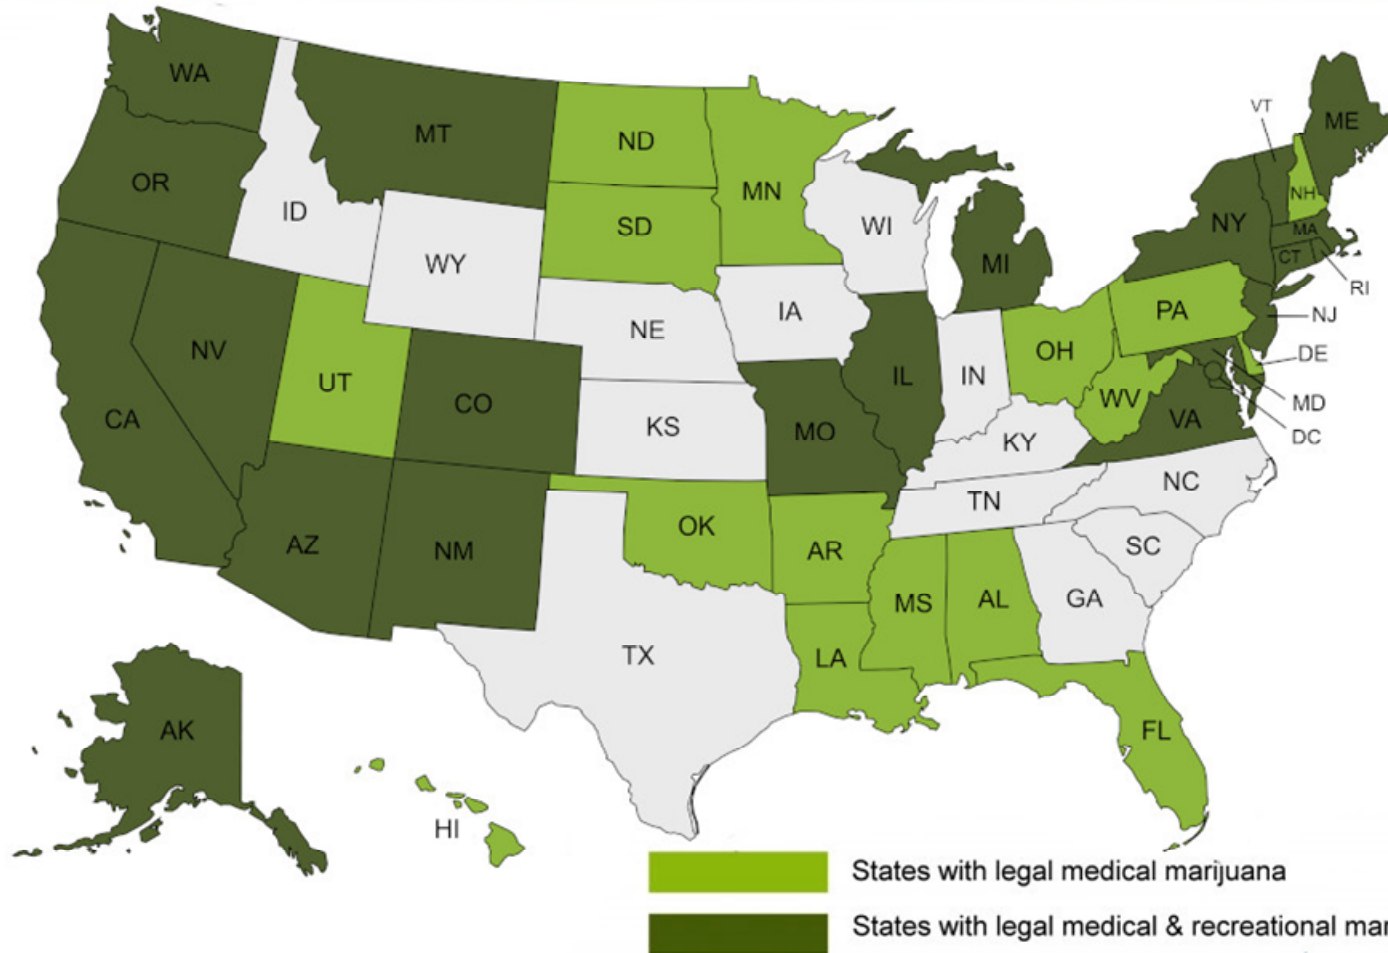 WA
MT
ND
MN
VT
ME
OR
ID
SD
WI
NH
NY
MA
WY
MI
CT
RI
NE
IA
PA
NJ
NV
UT
OH
DE
CO
IL
IN
WV
MD
CA
KS
MO
KY
VA
DC
AZ
NM
OK
AR
TN
NC
SC
MS
AL
GA
TX
LA
FL
AK
HI
States with legal medical marijuana
States with legal medical & recreational mar